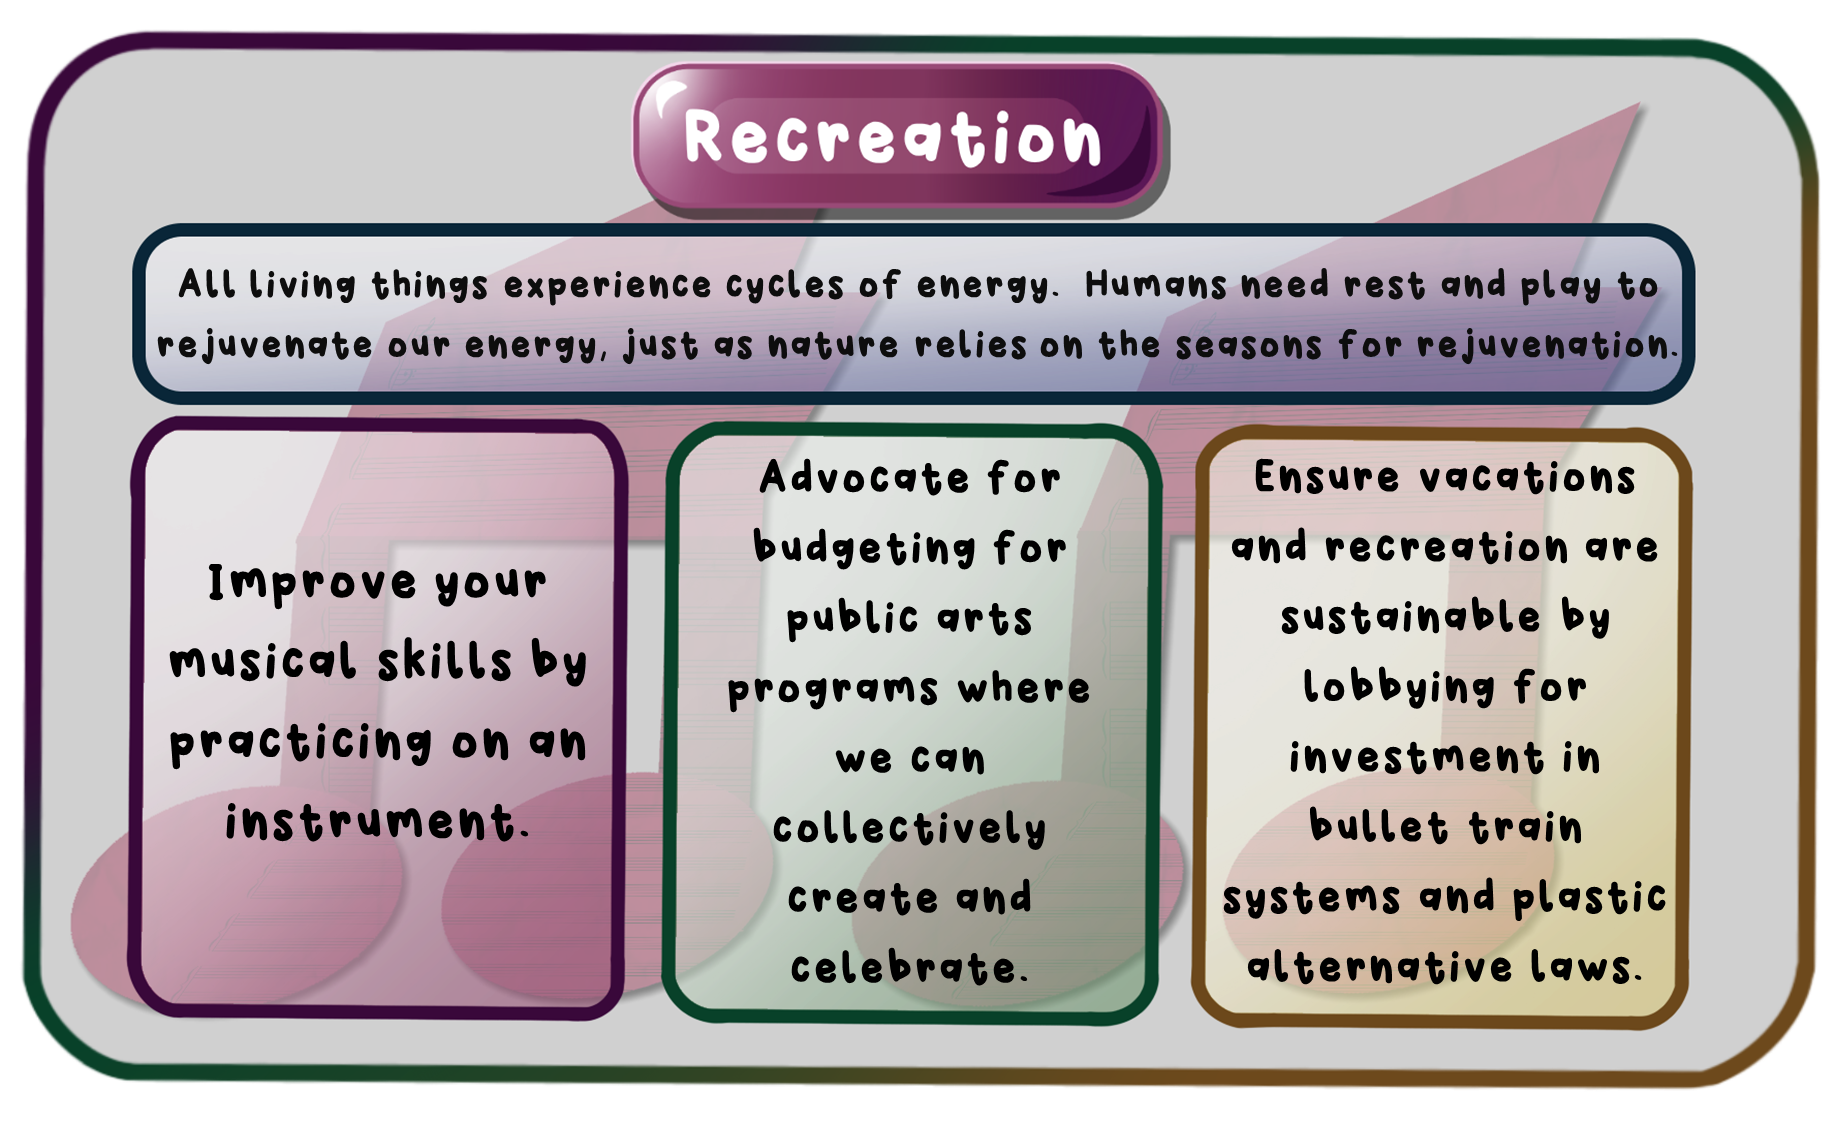 Recreation
All living things experience cycles of energy.  Humans need rest and play to
rejuvenate our energy, just as nature relies on the seasons for rejuvenation.
Improve your
musical skills by
practicing on an
instrument.
Advocate for
budgeting for
public arts
programs where
we can
collectively
create and
celebrate.
Ensure vacations
and recreation are
sustainable by
lobbying for
investment in
bullet train
systems and plastic
alternative laws.